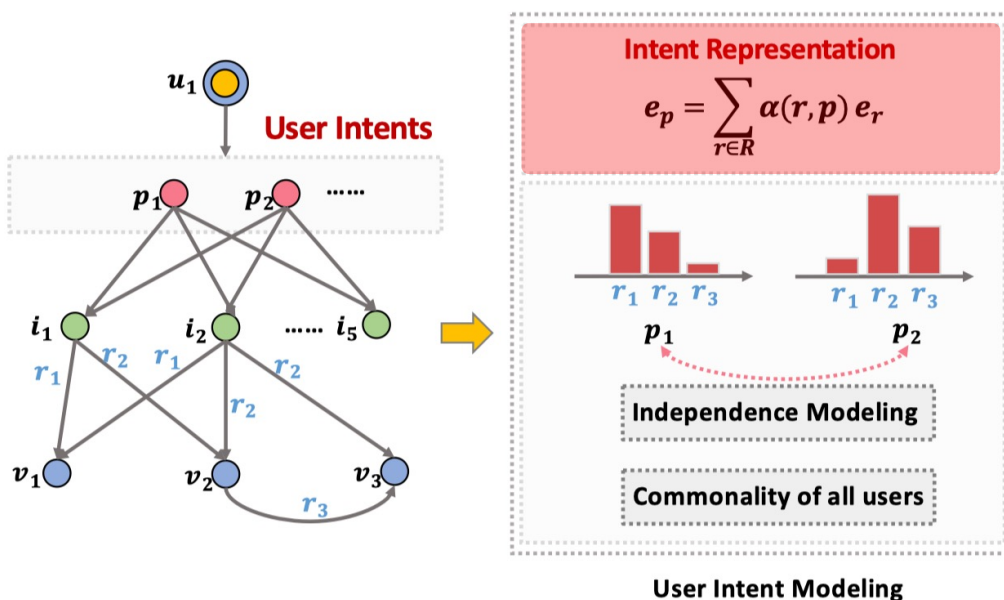 u₁
User Intents
p₁ p₂ ......
i₁ i₂ ...... i₅
r₁ r₂ r₁ r₂
r₂
v₁ v₂ v₃
r₃
Intent Representation
eₚ = ∑ α(r, p) eᵣ
r∈R
r₁ r₂ r₃ r₁ r₂ r₃
p₁ p₂
Independence Modeling
Commonality of all users
User Intent Modeling